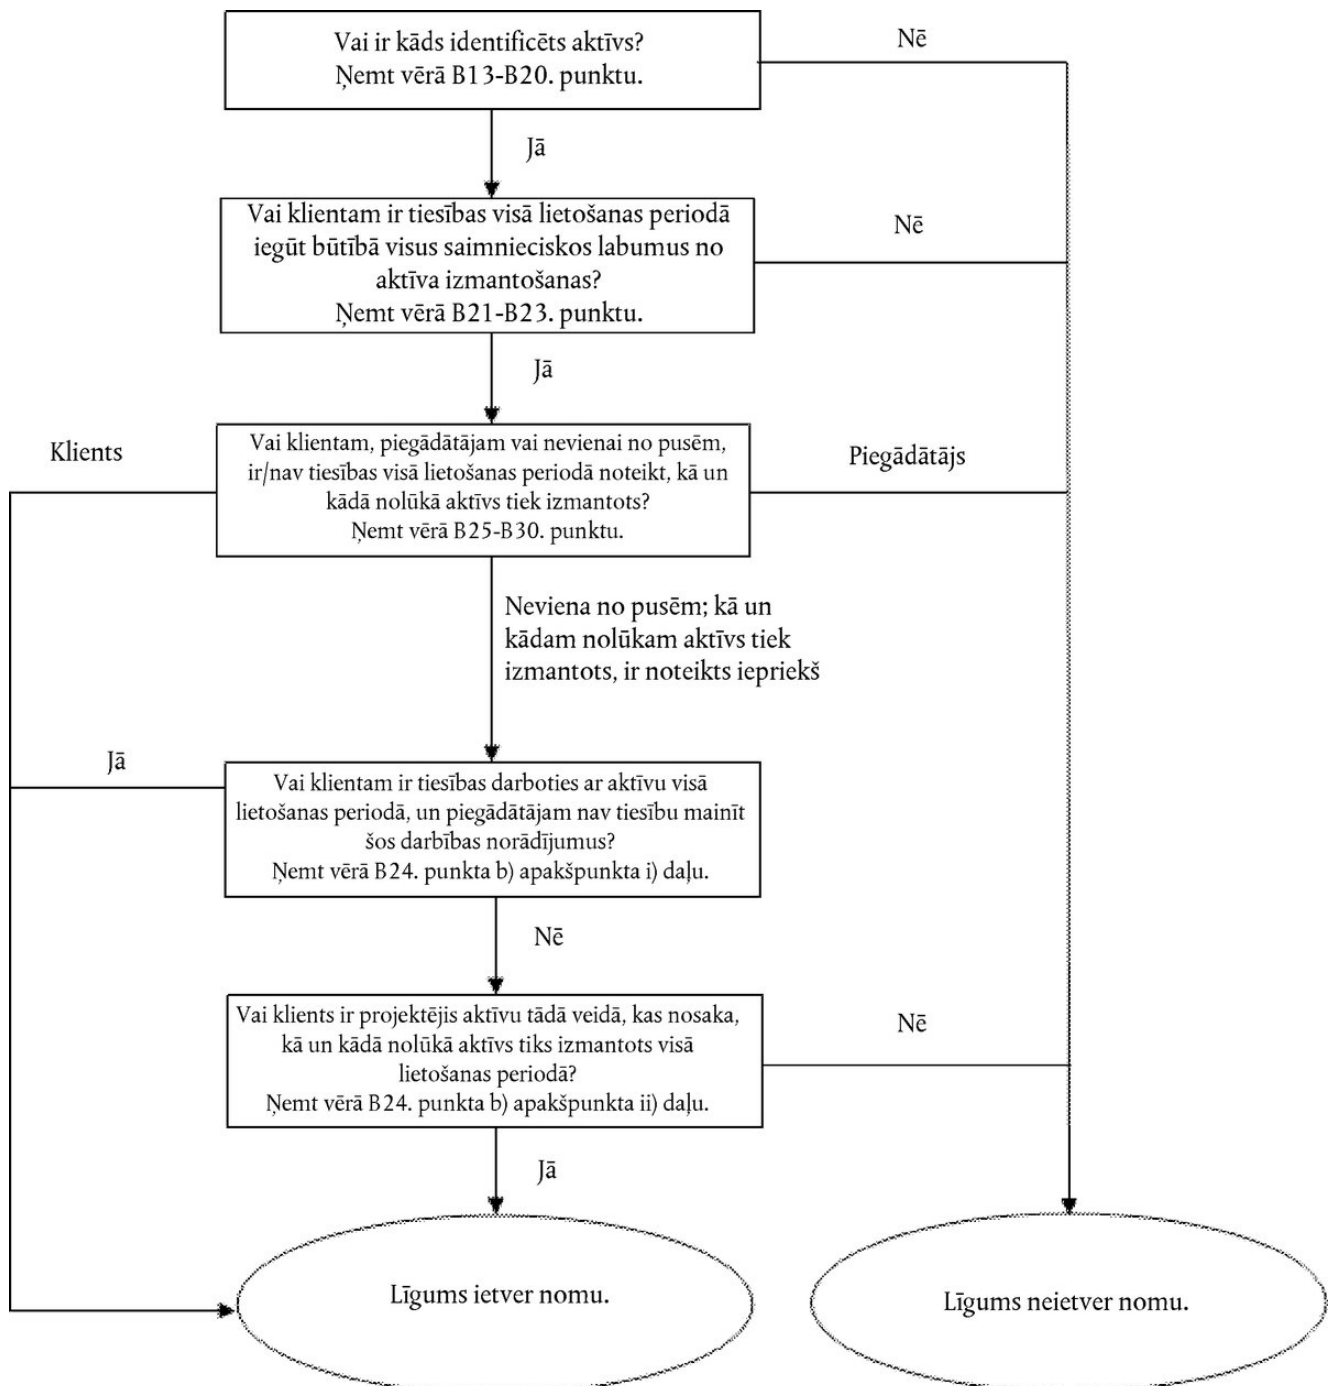 Vai ir kāds identificēts aktīvs?
Ņemt vērā B13-B20. punktu.
Nē
Jā
Vai klientam ir tiesības visā lietošanas periodā
iegūt būtībā visus saimnieciskos labumus no
aktīva izmantošanas?
Ņemt vērā B21-B23. punktu.
Nē
Jā
Klients
Vai klientam, piegādātājam vai nevienai no pusēm,
ir/nav tiesības visā lietošanas periodā noteikt, kā un
kādā nolūkā aktīvs tiek izmantots?
Ņemt vērā B25-B30. punktu.
Piegādātājs
Neviena no pusēm; kā un
kādam nolūkam aktīvs tiek
izmantots, ir noteikts iepriekš
Jā
Vai klientam ir tiesības darboties ar aktīvu visā
lietošanas periodā, un piegādātājam nav tiesību mainīt
šos darbības norādījumus?
Ņemt vērā B24. punkta b) apakšpunkta i) daļu.
Nē
Vai klients ir projektējis aktīvu tādā veidā, kas nosaka,
kā un kādā nolūkā aktīvs tiks izmantots visā
lietošanas periodā?
Ņemt vērā B24. punkta b) apakšpunkta ii) daļu.
Nē
Jā
Līgums ietver nomu.
Līgums neietver nomu.